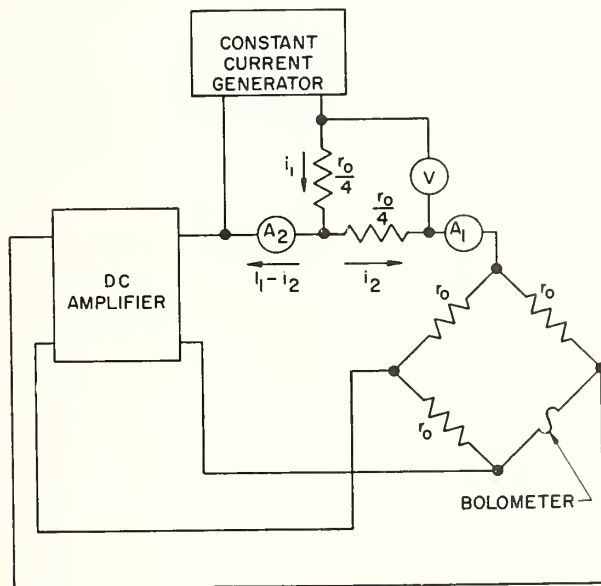 CONSTANT
CURRENT
GENERATOR
i₁
r₀/4
V
r₀/4
A₂
A₁
I₁-i₂
i₂
DC
AMPLIFIER
r₀
r₀
r₀
BOLOMETER